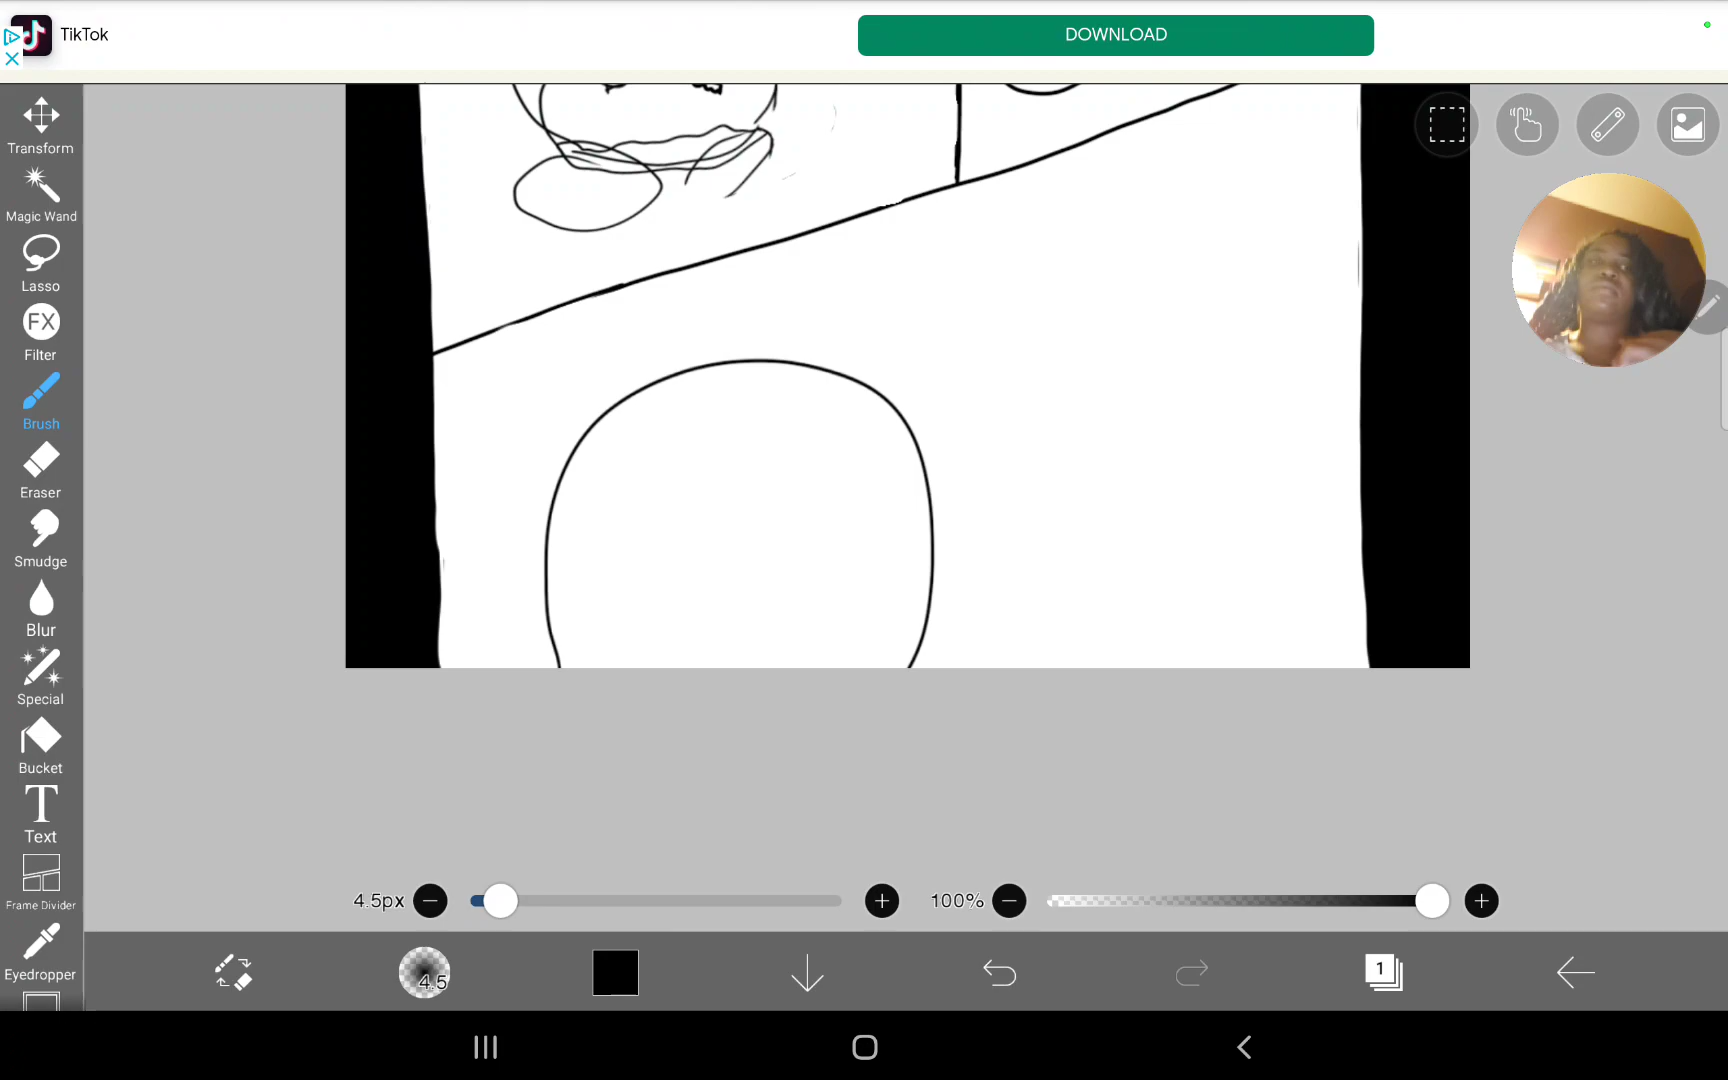 TikTok
DOWNLOAD
Transform
Magic Wand
Lasso
FX
Filter
Brush
Eraser
Smudge
Blur
Special
Bucket
T
Text
Frame Divider
Eyedropper
4.5px
100%
4.5
1